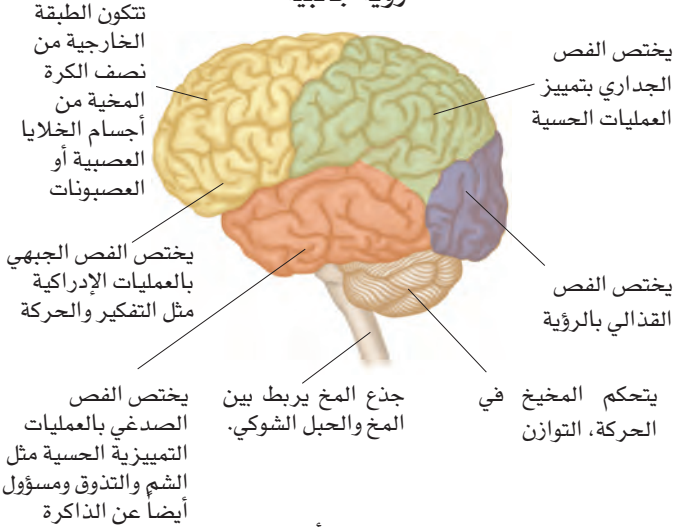 تتكون الطبقة
الخارجية من
نصف الكرة
المخية من
أجسام الخلايا
العصبية أو
العصبونات
يختص الفص
الجداري بتمييز
العمليات الحسية
يختص الفص الجبهي
بالعمليات الإدراكية
مثل التفكير والحركة
يختص الفص
القذالي بالرؤية
يتحكم المخيخ في
الحركة، التوازن
جذع المخ يربط بين
المخ والحبل الشوكي.
يختص الفص
الصدغي بالعمليات
التمييزية الحسية مثل
الشم والتذوق ومسؤول
أيضاً عن الذاكرة